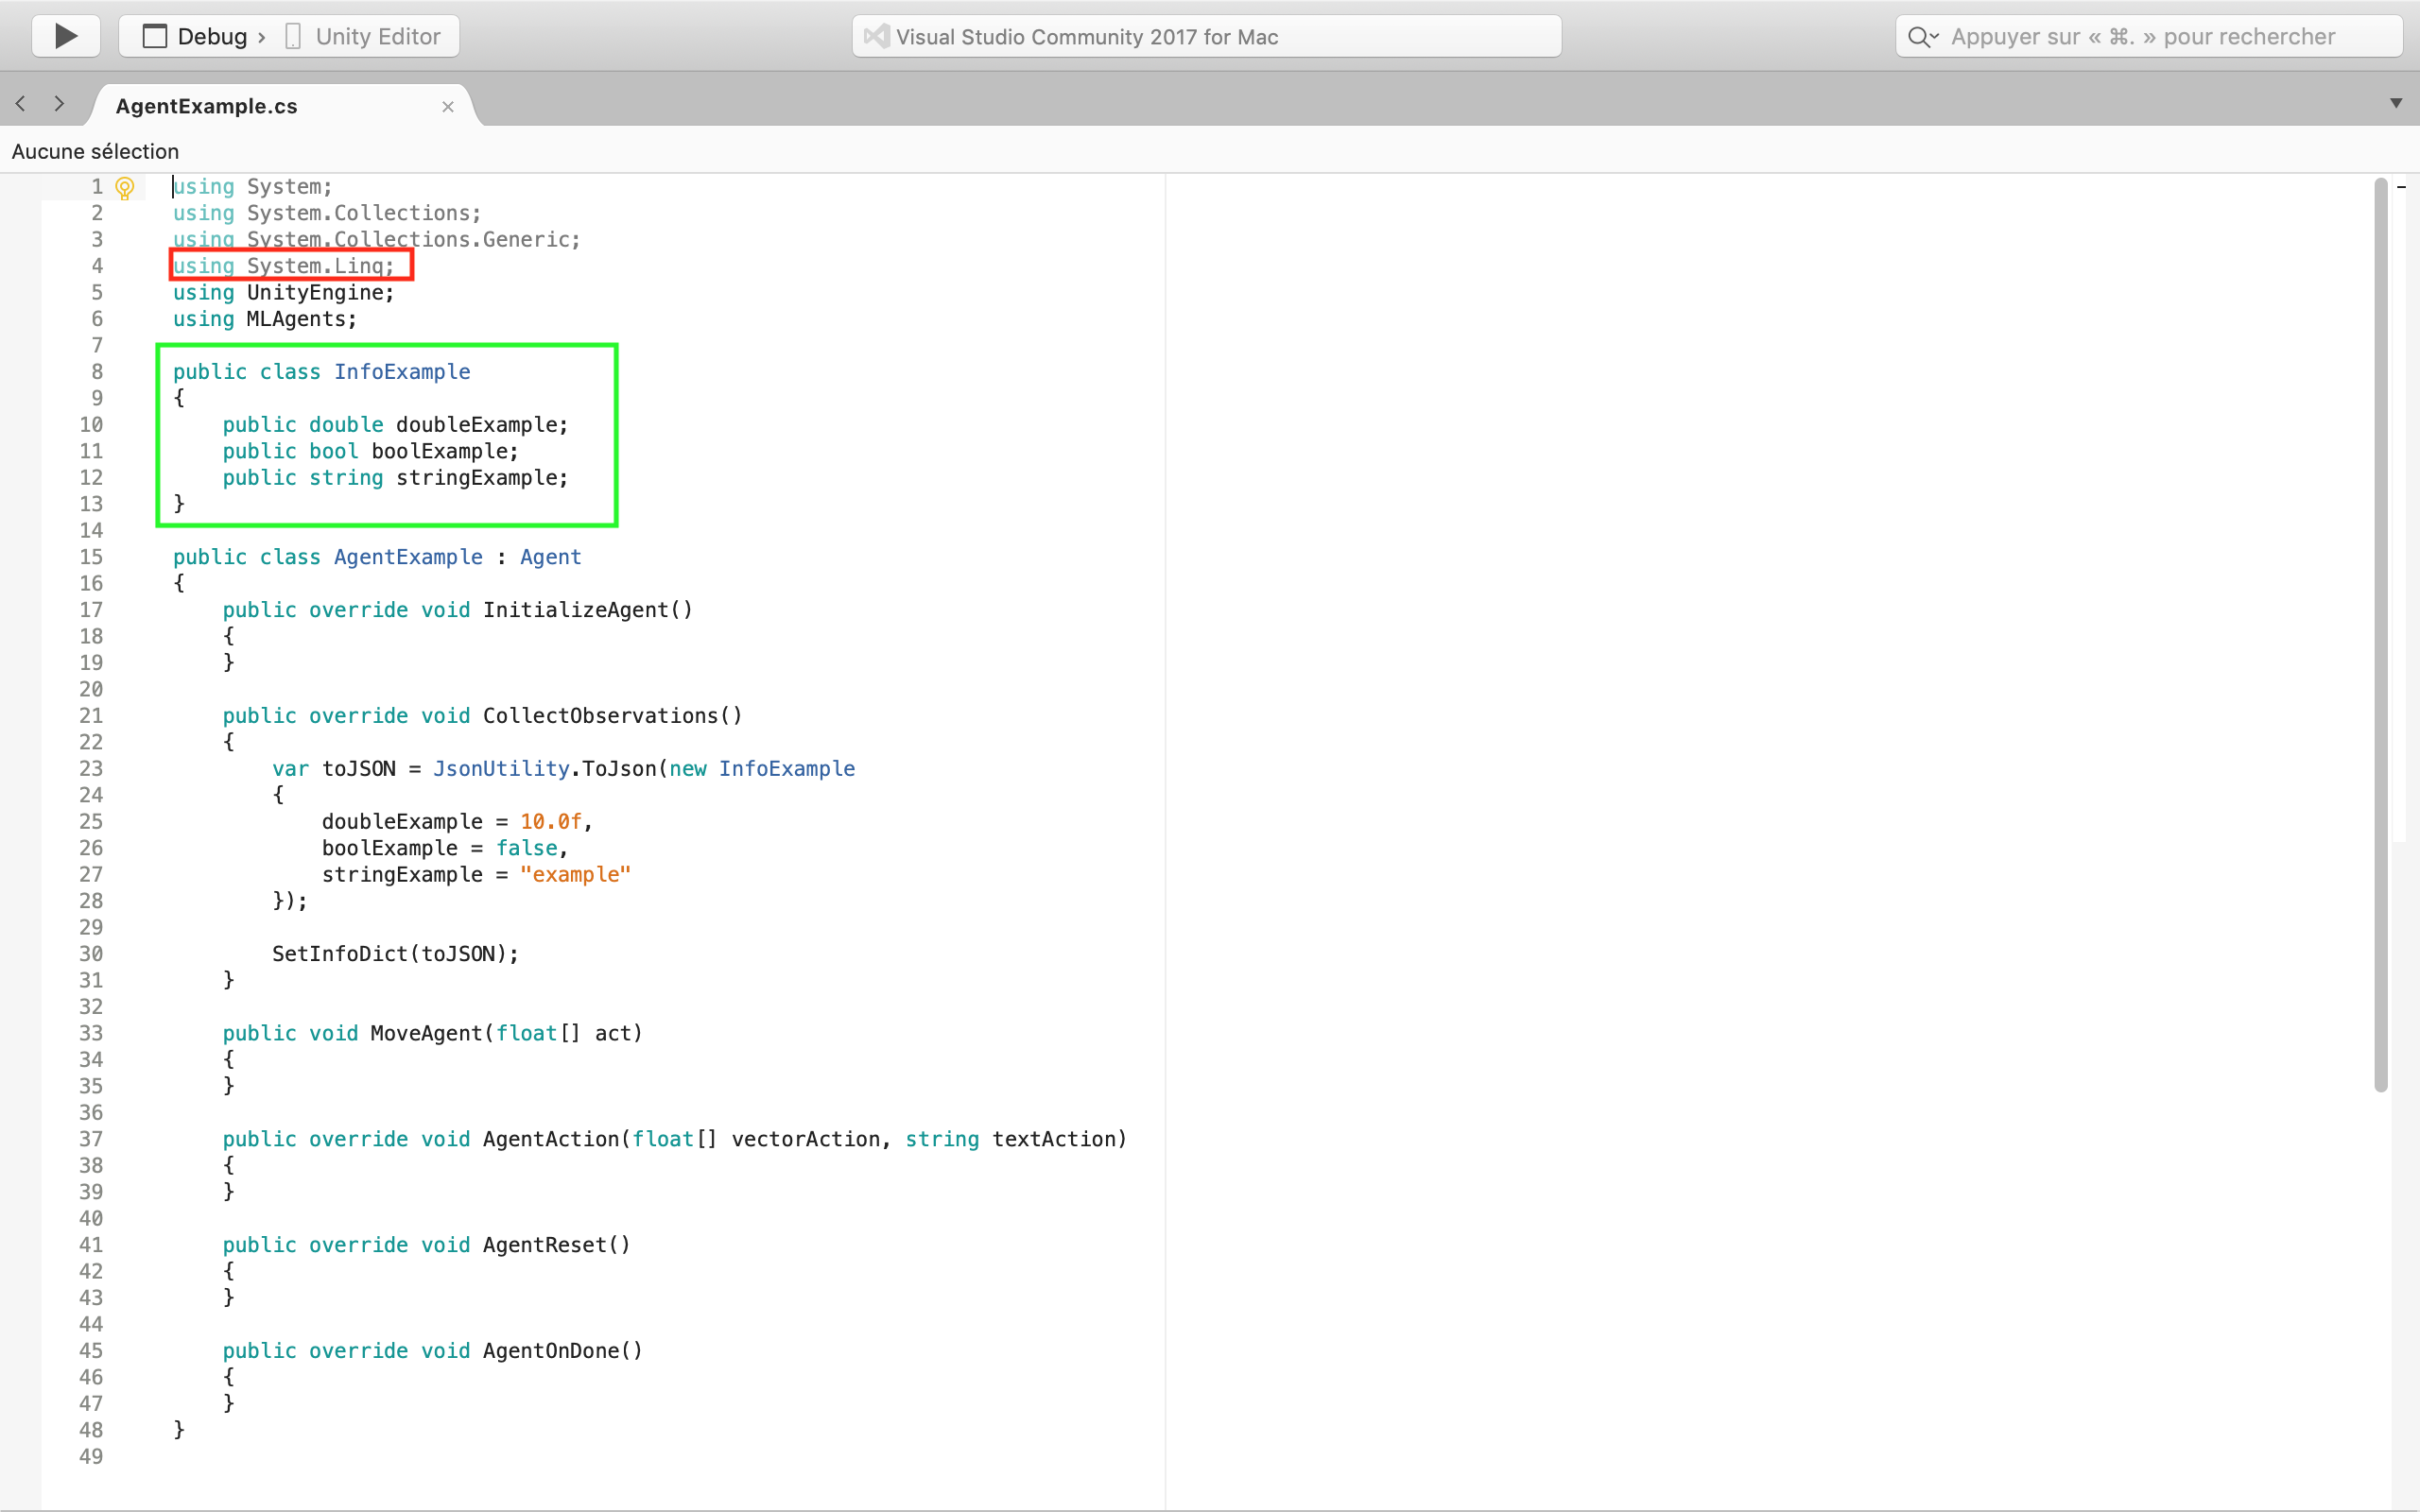 Debug › Unity Editor
Visual Studio Community 2017 for Mac
Appuyer sur « ⌘. » pour rechercher
AgentExample.cs
Aucune sélection
1 using System;
2 using System.Collections;
3 using System.Collections.Generic;
4 using System.Linq;
5 using UnityEngine;
6 using MLAgents;
7
8 public class InfoExample
9 {
10     public double doubleExample;
11     public bool boolExample;
12     public string stringExample;
13 }
14
15 public class AgentExample : Agent
16 {
17     public override void InitializeAgent()
18     {
19     }
20
21     public override void CollectObservations()
22     {
23         var toJSON = JsonUtility.ToJson(new InfoExample
24         {
25             doubleExample = 10.0f,
26             boolExample = false,
27             stringExample = "example"
28         });
29
30         SetInfoDict(toJSON);
31     }
32
33     public void MoveAgent(float[] act)
34     {
35     }
36
37     public override void AgentAction(float[] vectorAction, string textAction)
38     {
39     }
40
41     public override void AgentReset()
42     {
43     }
44
45     public override void AgentOnDone()
46     {
47     }
48 }
49